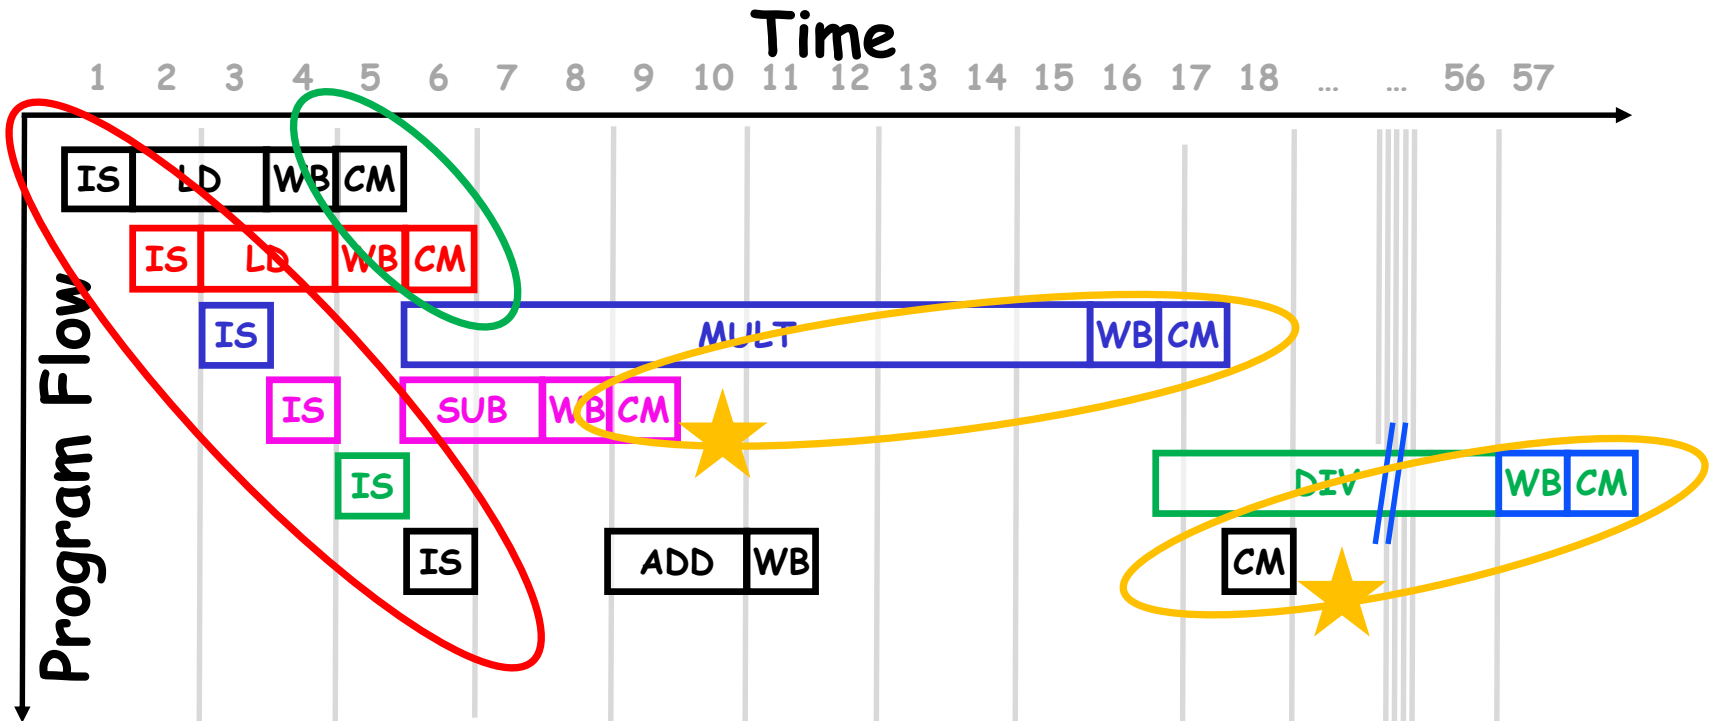 Time
1 2 3 4 5 6 7 8 9 10 11 12 13 14 15 16 17 18 ... ... 56 57
Program Flow
IS LD WB CM
IS LD WB CM
IS MULT WB CM
IS SUB WB CM
IS DIV WB CM
IS ADD WB CM